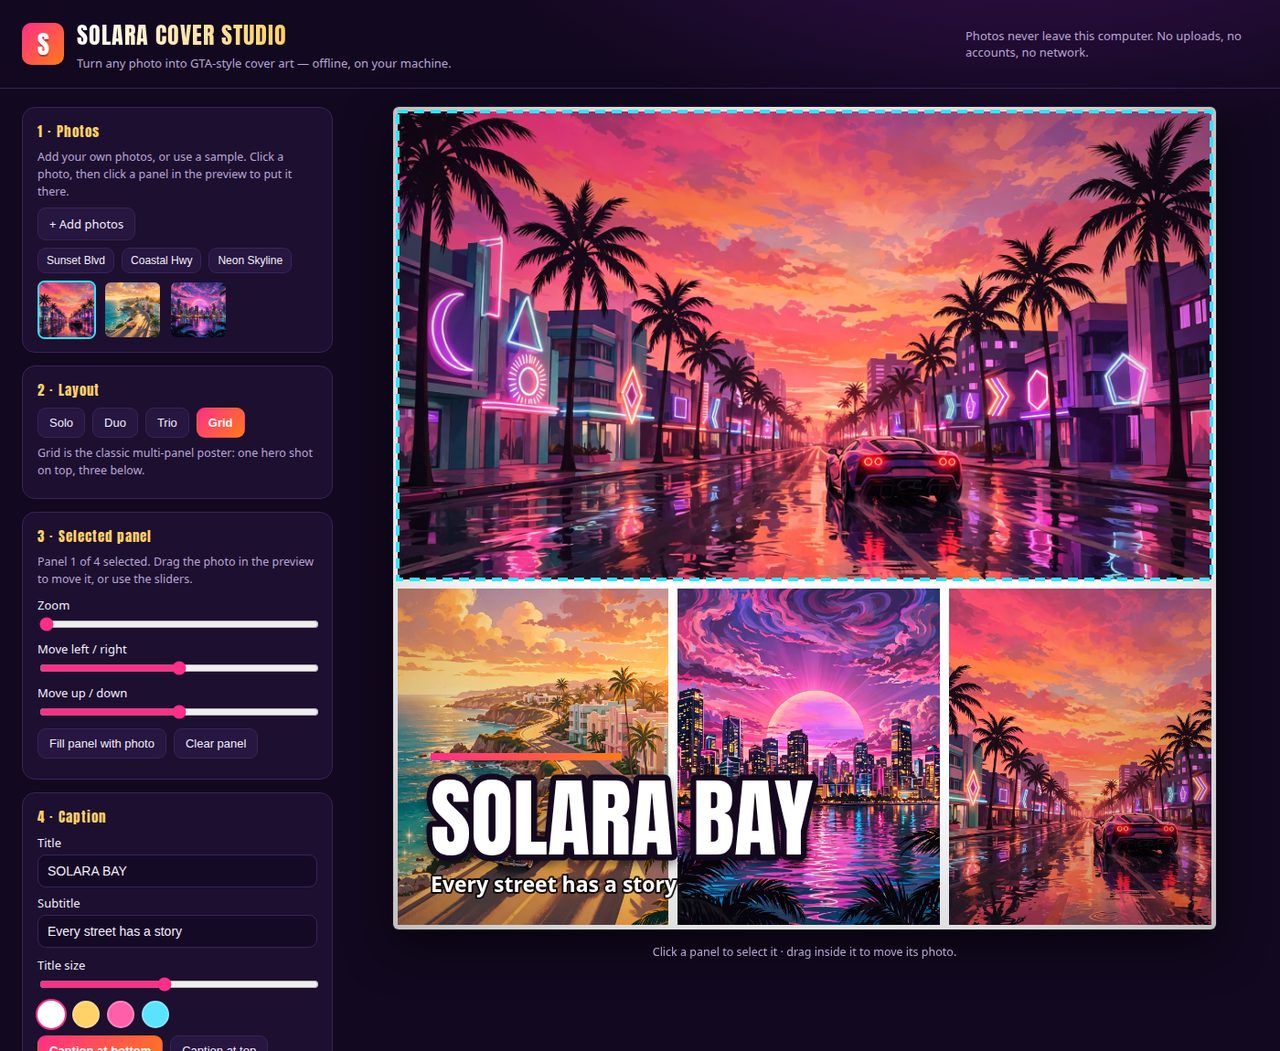 S
SOLARA COVER STUDIO
Turn any photo into GTA-style cover art — offline, on your machine.
Photos never leave this computer. No uploads, no
accounts, no network.
1 · Photos
Add your own photos, or use a sample. Click a
photo, then click a panel in the preview to put it
there.
+ Add photos
Sunset Blvd
Coastal Hwy
Neon Skyline
2 · Layout
Solo
Duo
Trio
Grid
Grid is the classic multi-panel poster: one hero shot
on top, three below.
3 · Selected panel
Panel 1 of 4 selected. Drag the photo in the preview
to move it, or use the sliders.
Zoom
Move left / right
Move up / down
Fill panel with photo
Clear panel
4 · Caption
Title
SOLARA BAY
Subtitle
Every street has a story
Title size
Caption at bottom
Caption at top
SOLARA BAY
Every street has a story
Click a panel to select it · drag inside it to move its photo.